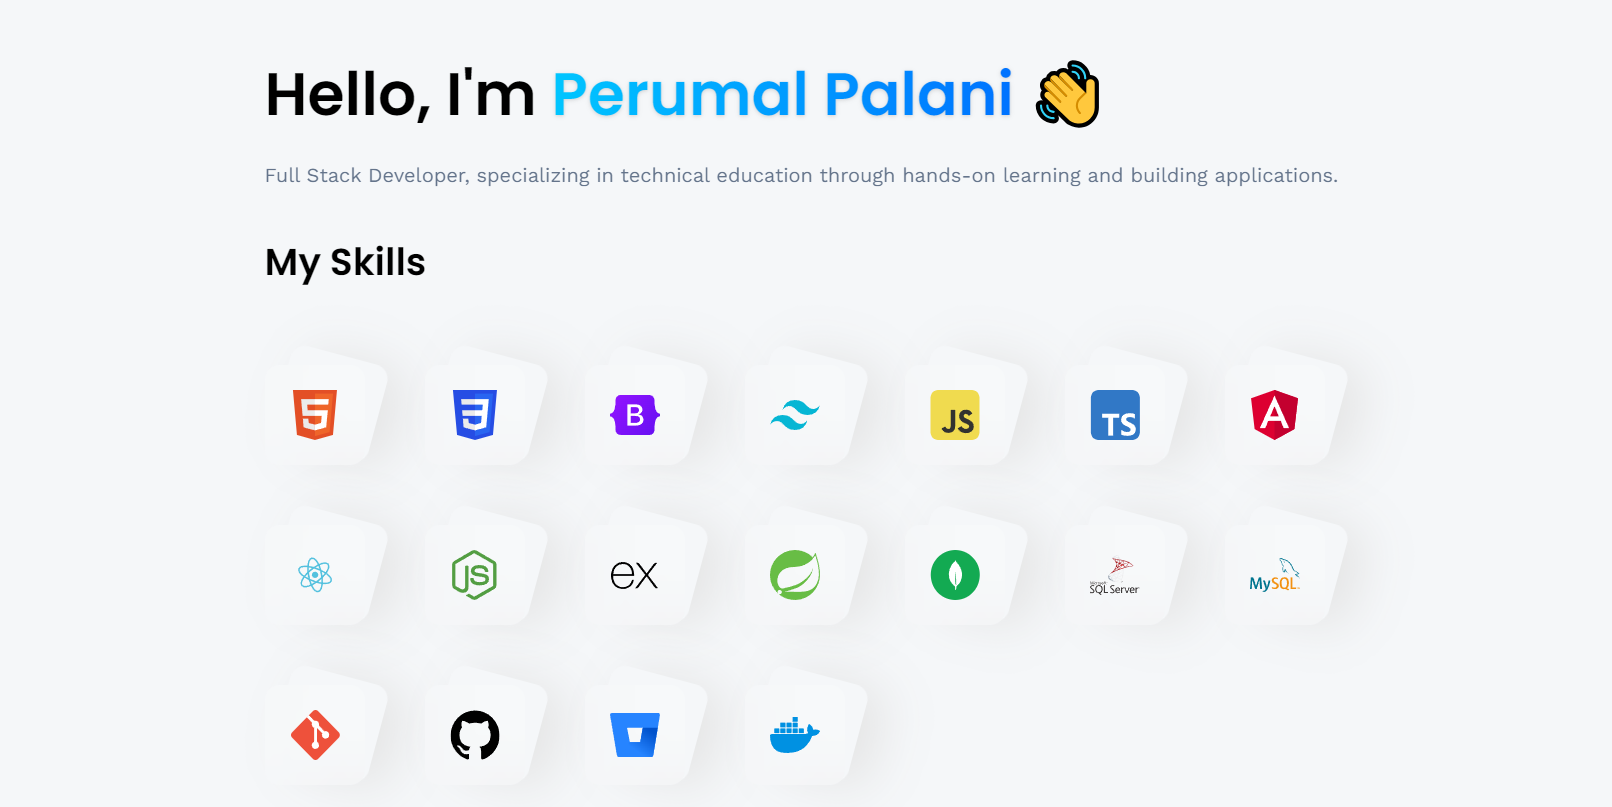 Hello, I'm Perumal Palani
Full Stack Developer, specializing in technical education through hands-on learning and building applications.
My Skills
5
3
B
JS
TS
A
JS
ex
Microsoft
SQL Server
MySQL